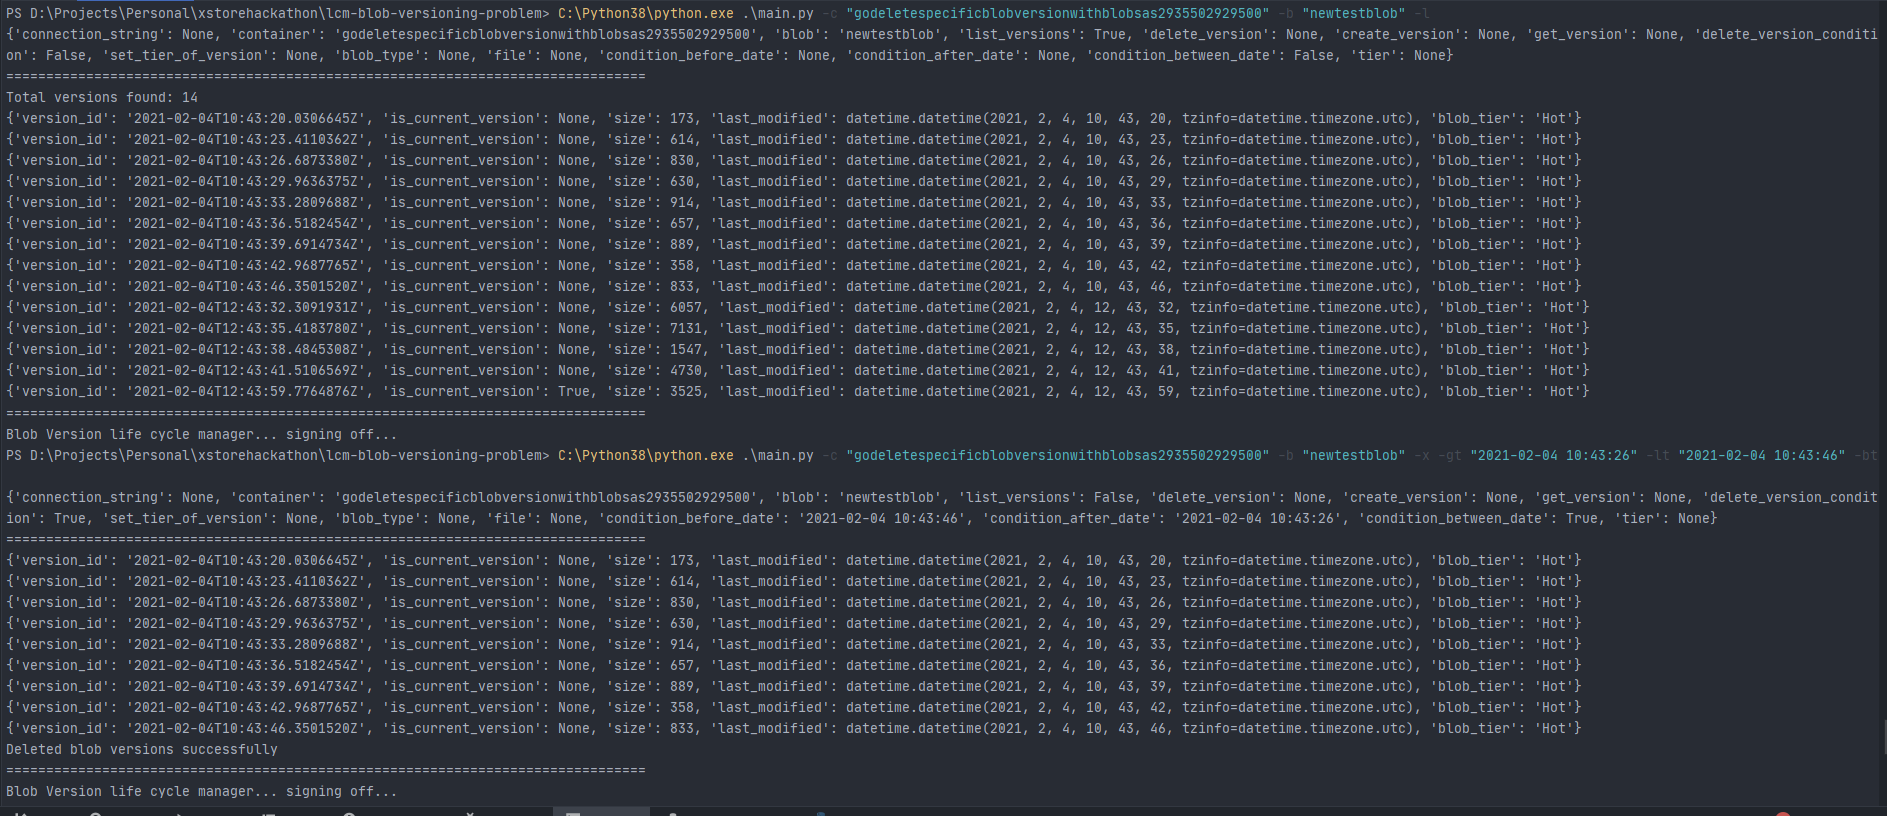 PS D:\Projects\Personal\xstorehackathon\lcm-blob-versioning-problem> C:\Python38\python.exe .\main.py -c "godeletespecificblobversionwithblobsas2935502929500" -b "newtestblob" -l
{'connection_string': None, 'container': 'godeletespecificblobversionwithblobsas2935502929500', 'blob': 'newtestblob', 'list_versions': True, 'delete_version': None, 'create_version': None, 'get_version': None, 'delete_version_conditi
on': False, 'set_tier_of_version': None, 'blob_type': None, 'file': None, 'condition_before_date': None, 'condition_after_date': None, 'condition_between_date': False, 'tier': None}
================================================================================
Total versions found: 14
{'version_id': '2021-02-04T10:43:20.0306645Z', 'is_current_version': None, 'size': 173, 'last_modified': datetime.datetime(2021, 2, 4, 10, 43, 20, tzinfo=datetime.timezone.utc), 'blob_tier': 'Hot'}
{'version_id': '2021-02-04T10:43:23.4110362Z', 'is_current_version': None, 'size': 614, 'last_modified': datetime.datetime(2021, 2, 4, 10, 43, 23, tzinfo=datetime.timezone.utc), 'blob_tier': 'Hot'}
{'version_id': '2021-02-04T10:43:26.6873380Z', 'is_current_version': None, 'size': 830, 'last_modified': datetime.datetime(2021, 2, 4, 10, 43, 26, tzinfo=datetime.timezone.utc), 'blob_tier': 'Hot'}
{'version_id': '2021-02-04T10:43:29.9636375Z', 'is_current_version': None, 'size': 630, 'last_modified': datetime.datetime(2021, 2, 4, 10, 43, 29, tzinfo=datetime.timezone.utc), 'blob_tier': 'Hot'}
{'version_id': '2021-02-04T10:43:33.2809688Z', 'is_current_version': None, 'size': 914, 'last_modified': datetime.datetime(2021, 2, 4, 10, 43, 33, tzinfo=datetime.timezone.utc), 'blob_tier': 'Hot'}
{'version_id': '2021-02-04T10:43:36.5182454Z', 'is_current_version': None, 'size': 657, 'last_modified': datetime.datetime(2021, 2, 4, 10, 43, 36, tzinfo=datetime.timezone.utc), 'blob_tier': 'Hot'}
{'version_id': '2021-02-04T10:43:39.6914734Z', 'is_current_version': None, 'size': 889, 'last_modified': datetime.datetime(2021, 2, 4, 10, 43, 39, tzinfo=datetime.timezone.utc), 'blob_tier': 'Hot'}
{'version_id': '2021-02-04T10:43:42.9687765Z', 'is_current_version': None, 'size': 358, 'last_modified': datetime.datetime(2021, 2, 4, 10, 43, 42, tzinfo=datetime.timezone.utc), 'blob_tier': 'Hot'}
{'version_id': '2021-02-04T10:43:46.3501520Z', 'is_current_version': None, 'size': 833, 'last_modified': datetime.datetime(2021, 2, 4, 10, 43, 46, tzinfo=datetime.timezone.utc), 'blob_tier': 'Hot'}
{'version_id': '2021-02-04T12:43:32.3091931Z', 'is_current_version': None, 'size': 6057, 'last_modified': datetime.datetime(2021, 2, 4, 12, 43, 32, tzinfo=datetime.timezone.utc), 'blob_tier': 'Hot'}
{'version_id': '2021-02-04T12:43:35.4183780Z', 'is_current_version': None, 'size': 7131, 'last_modified': datetime.datetime(2021, 2, 4, 12, 43, 35, tzinfo=datetime.timezone.utc), 'blob_tier': 'Hot'}
{'version_id': '2021-02-04T12:43:38.4845308Z', 'is_current_version': None, 'size': 1547, 'last_modified': datetime.datetime(2021, 2, 4, 12, 43, 38, tzinfo=datetime.timezone.utc), 'blob_tier': 'Hot'}
{'version_id': '2021-02-04T12:43:41.5106569Z', 'is_current_version': None, 'size': 4730, 'last_modified': datetime.datetime(2021, 2, 4, 12, 43, 41, tzinfo=datetime.timezone.utc), 'blob_tier': 'Hot'}
{'version_id': '2021-02-04T12:43:59.7764876Z', 'is_current_version': True, 'size': 3525, 'last_modified': datetime.datetime(2021, 2, 4, 12, 43, 59, tzinfo=datetime.timezone.utc), 'blob_tier': 'Hot'}
================================================================================
Blob Version life cycle manager... signing off...
PS D:\Projects\Personal\xstorehackathon\lcm-blob-versioning-problem> C:\Python38\python.exe .\main.py -c "godeletespecificblobversionwithblobsas2935502929500" -b "newtestblob" -x -gt "2021-02-04 10:43:26" -lt "2021-02-04 10:43:46" -bt
{'connection_string': None, 'container': 'godeletespecificblobversionwithblobsas2935502929500', 'blob': 'newtestblob', 'list_versions': False, 'delete_version': None, 'create_version': None, 'get_version': None, 'delete_version_condit
ion': True, 'set_tier_of_version': None, 'blob_type': None, 'file': None, 'condition_before_date': '2021-02-04 10:43:46', 'condition_after_date': '2021-02-04 10:43:26', 'condition_between_date': True, 'tier': None}
================================================================================
{'version_id': '2021-02-04T10:43:20.0306645Z', 'is_current_version': None, 'size': 173, 'last_modified': datetime.datetime(2021, 2, 4, 10, 43, 20, tzinfo=datetime.timezone.utc), 'blob_tier': 'Hot'}
{'version_id': '2021-02-04T10:43:23.4110362Z', 'is_current_version': None, 'size': 614, 'last_modified': datetime.datetime(2021, 2, 4, 10, 43, 23, tzinfo=datetime.timezone.utc), 'blob_tier': 'Hot'}
{'version_id': '2021-02-04T10:43:26.6873380Z', 'is_current_version': None, 'size': 830, 'last_modified': datetime.datetime(2021, 2, 4, 10, 43, 26, tzinfo=datetime.timezone.utc), 'blob_tier': 'Hot'}
{'version_id': '2021-02-04T10:43:29.9636375Z', 'is_current_version': None, 'size': 630, 'last_modified': datetime.datetime(2021, 2, 4, 10, 43, 29, tzinfo=datetime.timezone.utc), 'blob_tier': 'Hot'}
{'version_id': '2021-02-04T10:43:33.2809688Z', 'is_current_version': None, 'size': 914, 'last_modified': datetime.datetime(2021, 2, 4, 10, 43, 33, tzinfo=datetime.timezone.utc), 'blob_tier': 'Hot'}
{'version_id': '2021-02-04T10:43:36.5182454Z', 'is_current_version': None, 'size': 657, 'last_modified': datetime.datetime(2021, 2, 4, 10, 43, 36, tzinfo=datetime.timezone.utc), 'blob_tier': 'Hot'}
{'version_id': '2021-02-04T10:43:39.6914734Z', 'is_current_version': None, 'size': 889, 'last_modified': datetime.datetime(2021, 2, 4, 10, 43, 39, tzinfo=datetime.timezone.utc), 'blob_tier': 'Hot'}
{'version_id': '2021-02-04T10:43:42.9687765Z', 'is_current_version': None, 'size': 358, 'last_modified': datetime.datetime(2021, 2, 4, 10, 43, 42, tzinfo=datetime.timezone.utc), 'blob_tier': 'Hot'}
{'version_id': '2021-02-04T10:43:46.3501520Z', 'is_current_version': None, 'size': 833, 'last_modified': datetime.datetime(2021, 2, 4, 10, 43, 46, tzinfo=datetime.timezone.utc), 'blob_tier': 'Hot'}
Deleted blob versions successfully
================================================================================
Blob Version life cycle manager... signing off...